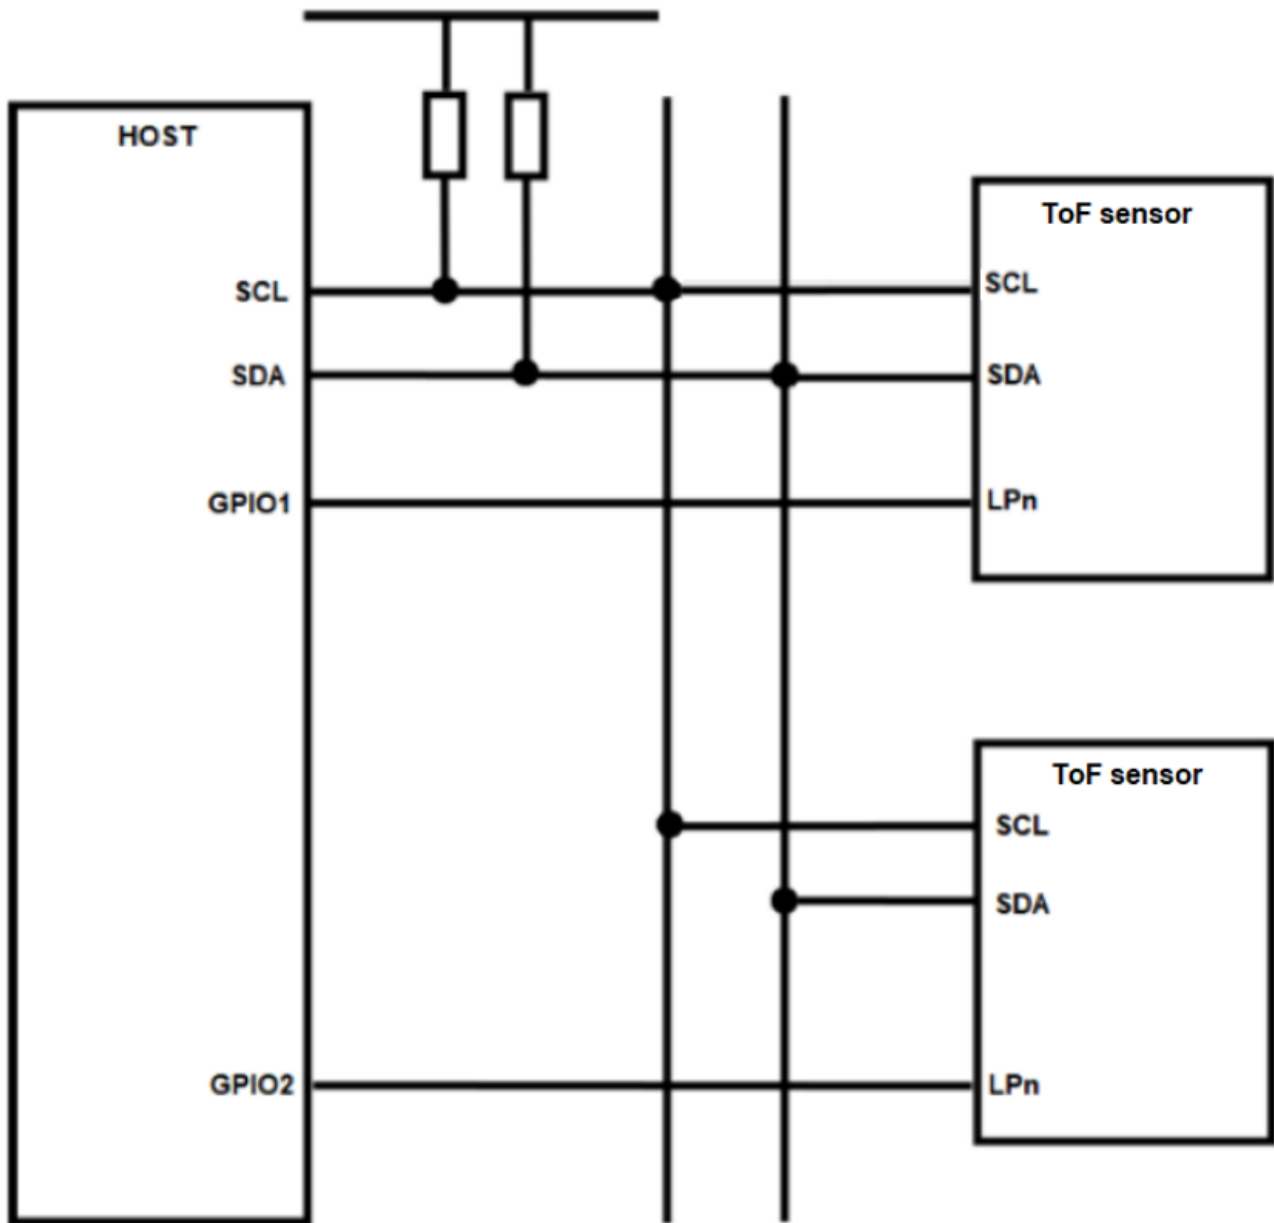 HOST
SCL
SDA
GPIO1
GPIO2
ToF sensor
SCL
SDA
LPn
ToF sensor
SCL
SDA
LPn